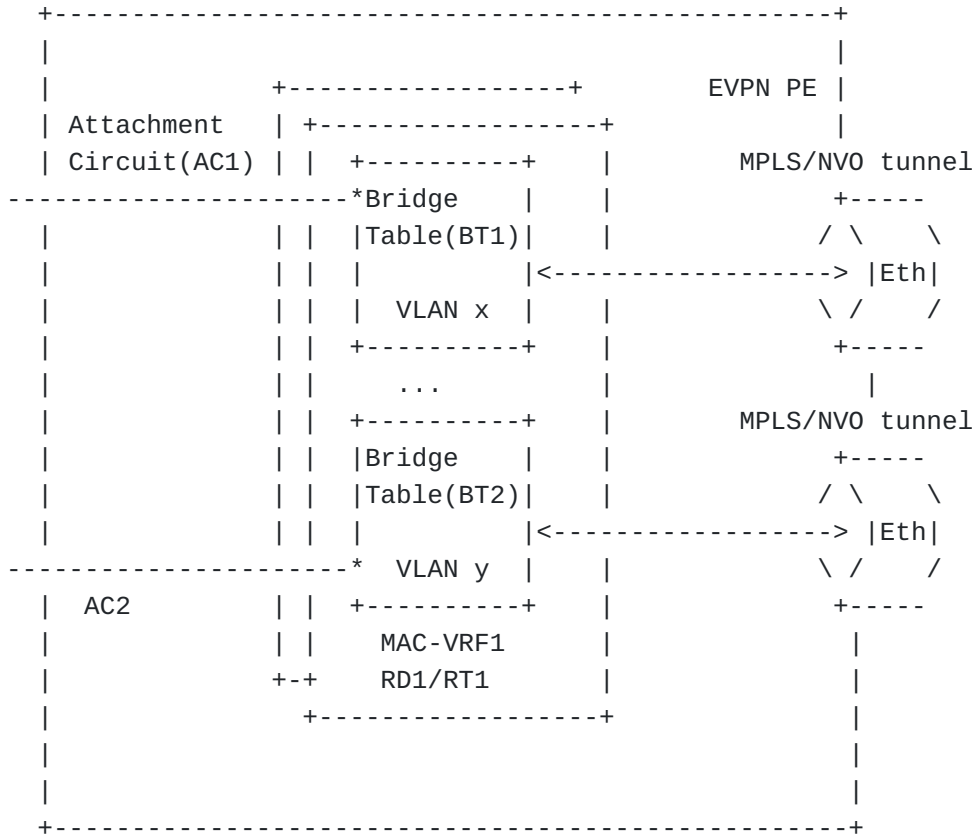 EVPN PE
Attachment
Circuit(AC1)
MPLS/NVO tunnel
Bridge
Table(BT1)
Eth
VLAN x
...
MPLS/NVO tunnel
Bridge
Table(BT2)
Eth
VLAN y
AC2
MAC-VRF1
RD1/RT1